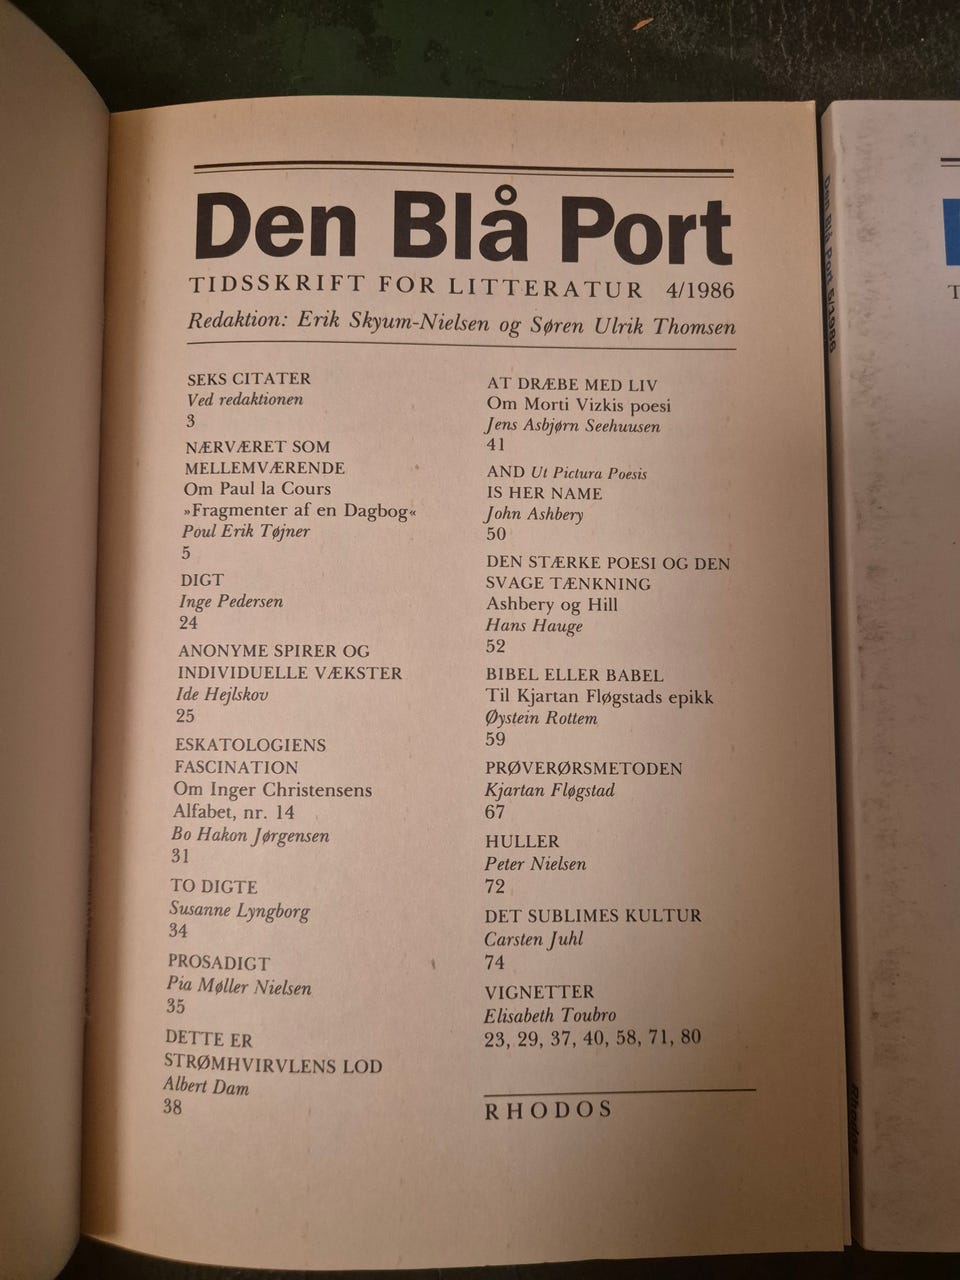 Den Blå Port
TIDSSKRIFT FOR LITTERATUR 4/1986
Redaktion: Erik Skyum-Nielsen og Søren Ulrik Thomsen
SEKS CITATER
Ved redaktionen
3
NÆRVÆRET SOM
MELLEMVÆRENDE
Om Paul la Cours
»Fragmenter af en Dagbog«
Poul Erik Tøjner
5
DIGT
Inge Pedersen
24
ANONYME SPIRER OG
INDIVIDUELLE VÆKSTER
Ide Hejlskov
25
ESKATOLOGIENS
FASCINATION
Om Inger Christensens
Alfabet, nr. 14
Bo Hakon Jørgensen
31
TO DIGTE
Susanne Lyngborg
34
PROSADIGT
Pia Møller Nielsen
35
DETTE ER
STRØMHVIRVLENS LOD
Albert Dam
38
AT DRÆBE MED LIV
Om Morti Vizkis poesi
Jens Asbjørn Seehuusen
41
AND Ut Pictura Poesis
IS HER NAME
John Ashbery
50
DEN STÆRKE POESI OG DEN
SVAGE TÆNKNING
Ashbery og Hill
Hans Hauge
52
BIBEL ELLER BABEL
Til Kjartan Fløgstads epikk
Øystein Rottem
59
PRØVERØRSMETODEN
Kjartan Fløgstad
67
HULLER
Peter Nielsen
72
DET SUBLIMES KULTUR
Carsten Juhl
74
VIGNETTER
Elisabeth Toubro
23, 29, 37, 40, 58, 71, 80
RHODOS
Den Blå Port 5/1986
Rhodos
T